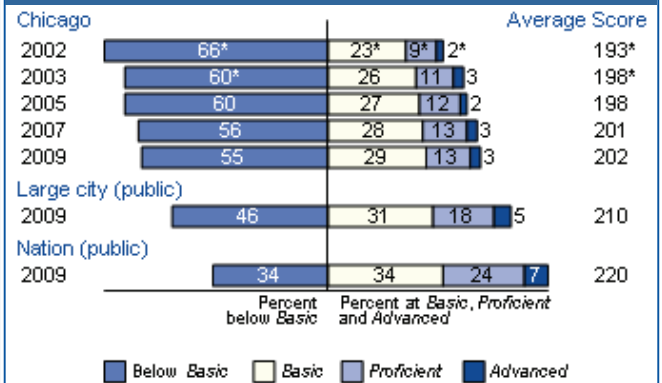 Chicago Average Score
2002 66* 23* 9* 2* 193*
2003 60* 26 11 3 198*
2005 60 27 12 2 198
2007 56 28 13 3 201
2009 55 29 13 3 202
Large city (public)
2009 46 31 18 5 210
Nation (public)
2009 34 34 24 7 220
Percent below Basic
Percent at Basic, Proficient and Advanced
Below Basic Basic Proficient Advanced